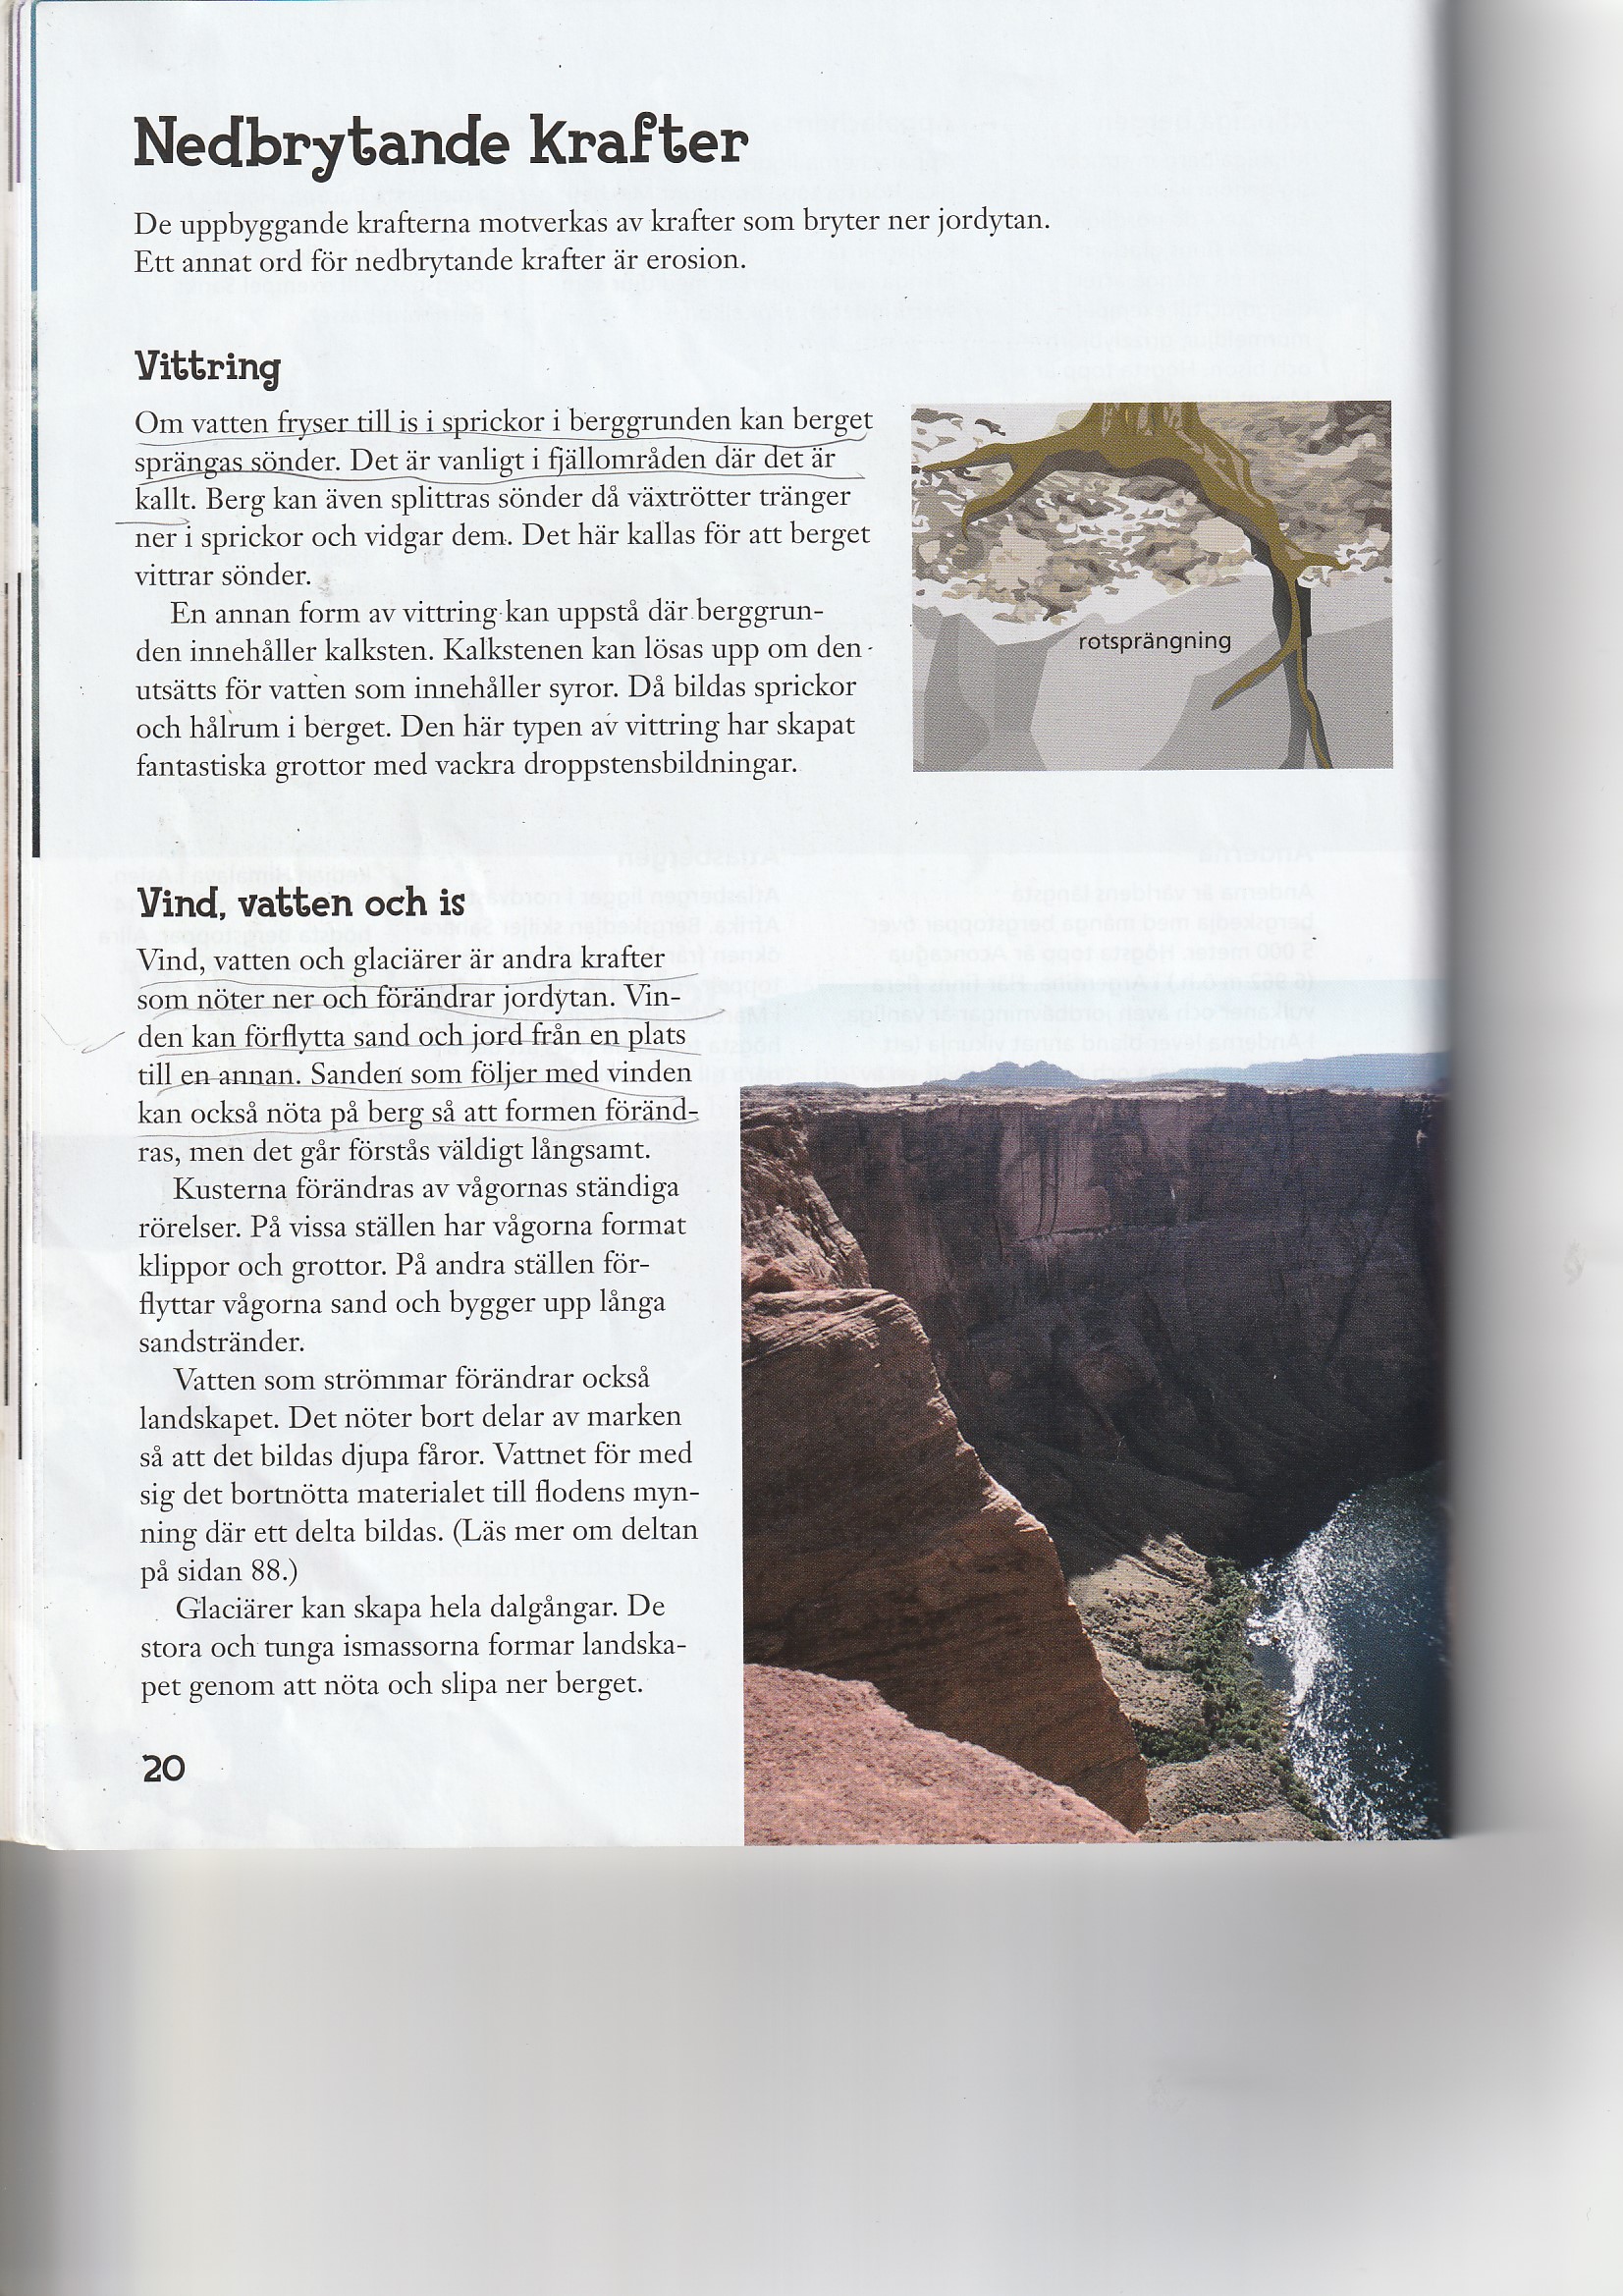 Nedbrytande krafter
De uppbyggande krafterna motverkas av krafter som bryter ner jordytan.
Ett annat ord för nedbrytande krafter är erosion.
Vittring
Om vatten fryser till is i sprickor i berggrunden kan berget
sprängas sönder. Det är vanligt i fjällområden där det är
kallt. Berg kan även splittras sönder då växtrötter tränger
ner i sprickor och vidgar dem. Det här kallas för att berget
vittrar sönder.
En annan form av vittring kan uppstå där berggrun-
den innehåller kalksten. Kalkstenen kan lösas upp om den
utsätts för vatten som innehåller syror. Då bildas sprickor
och hålrum i berget. Den här typen av vittring har skapat
fantastiska grottor med vackra droppstensbildningar.
rotsprängning
Vind, vatten och is
Vind, vatten och glaciärer är andra krafter
som nöter ner och förändrar jordytan. Vin-
den kan förflytta sand och jord från en plats
till en annan. Sanden som följer med vinden
kan också nöta på berg så att formen föränd-
ras, men det går förstås väldigt långsamt.
Kusterna förändras av vågornas ständiga
rörelser. På vissa ställen har vågorna format
klippor och grottor. På andra ställen för-
flyttar vågorna sand och bygger upp långa
sandstränder.
Vatten som strömmar förändrar också
landskapet. Det nöter bort delar av marken
så att det bildas djupa fåror. Vattnet för med
sig det bortnötta materialet till flodens myn-
ning där ett delta bildas. (Läs mer om deltan
på sidan 88.)
Glaciärer kan skapa hela dalgångar. De
stora och tunga ismassorna formar landska-
pet genom att nöta och slipa ner berget.
20